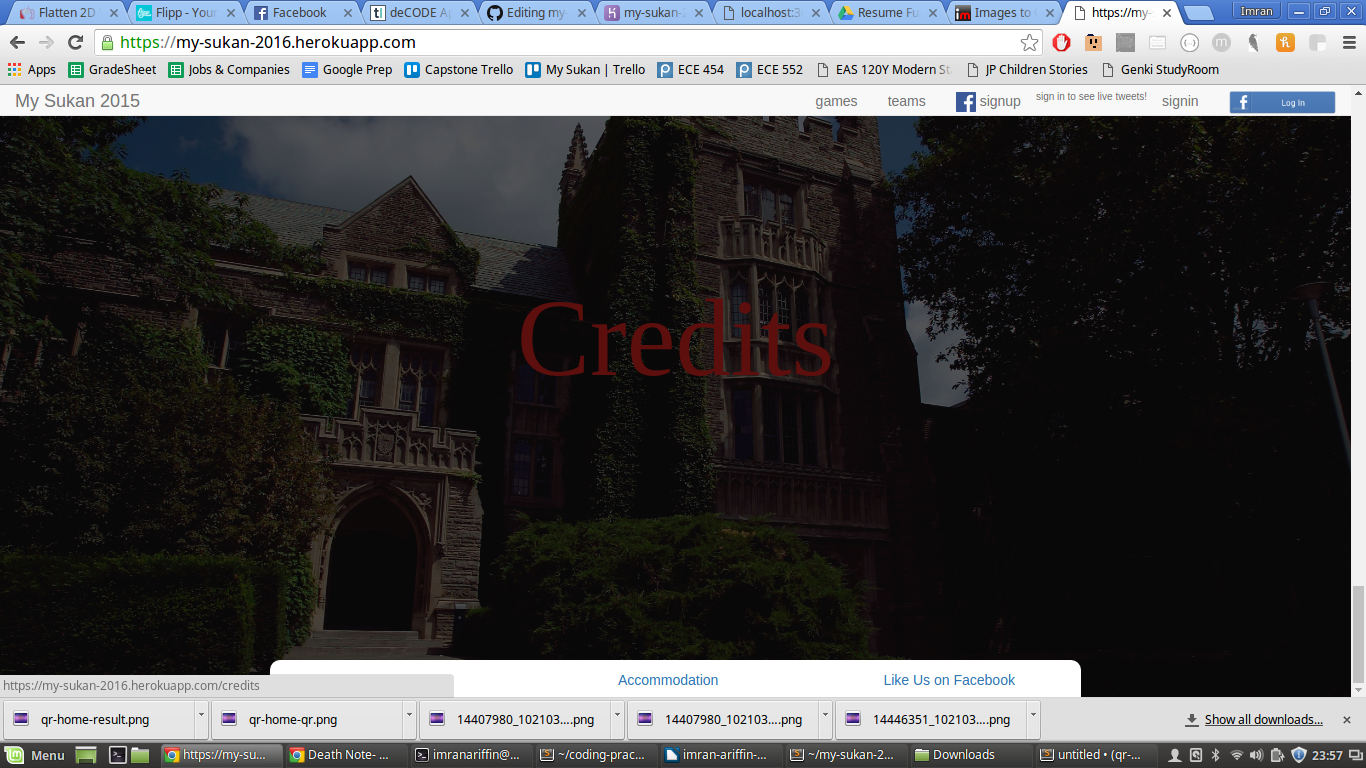 Flatten 2D
Flipp - Your
Facebook
deCODE Ap
Editing my-
my-sukan-2
localhost:30
Resume Fu
Images to G
https://my-
Imran
https://my-sukan-2016.herokuapp.com
Apps
GradeSheet
Jobs & Companies
Google Prep
Capstone Trello
My Sukan | Trello
ECE 454
ECE 552
EAS 120Y Modern St
JP Children Stories
Genki StudyRoom
My Sukan 2015
games
teams
signup
sign in to see live tweets!
signin
Log In
Credits
Accommodation
Like Us on Facebook
https://my-sukan-2016.herokuapp.com/credits
qr-home-result.png
qr-home-qr.png
14407980_102103....png
14407980_102103....png
14446351_102103....png
Show all downloads...
Menu
https://my-su...
Death Note- ...
imranariffin@...
~/coding-prac...
imran-ariffin-...
~/my-sukan-2...
Downloads
untitled • (qr-...
23:57